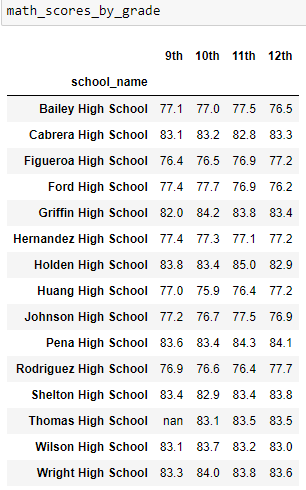 math_scores_by_grade
9th 10th 11th 12th
school_name
Bailey High School 77.1 77.0 77.5 76.5
Cabrera High School 83.1 83.2 82.8 83.3
Figueroa High School 76.4 76.5 76.9 77.2
Ford High School 77.4 77.7 76.9 76.2
Griffin High School 82.0 84.2 83.8 83.4
Hernandez High School 77.4 77.3 77.1 77.2
Holden High School 83.8 83.4 85.0 82.9
Huang High School 77.0 75.9 76.4 77.2
Johnson High School 77.2 76.7 77.5 76.9
Pena High School 83.6 83.4 84.3 84.1
Rodriguez High School 76.9 76.6 76.4 77.7
Shelton High School 83.4 82.9 83.4 83.8
Thomas High School nan 83.1 83.5 83.5
Wilson High School 83.1 83.7 83.2 83.0
Wright High School 83.3 84.0 83.8 83.6